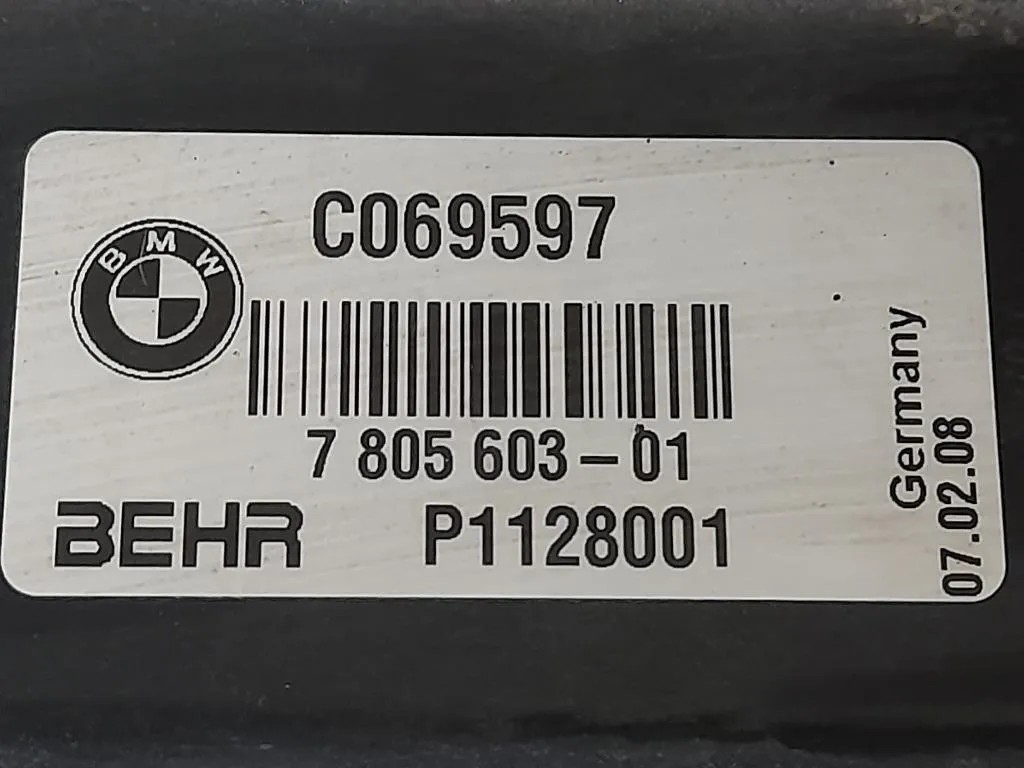 C069597
BMW
7 805 603-01
BEHR P1128001
Germany
07.02.08